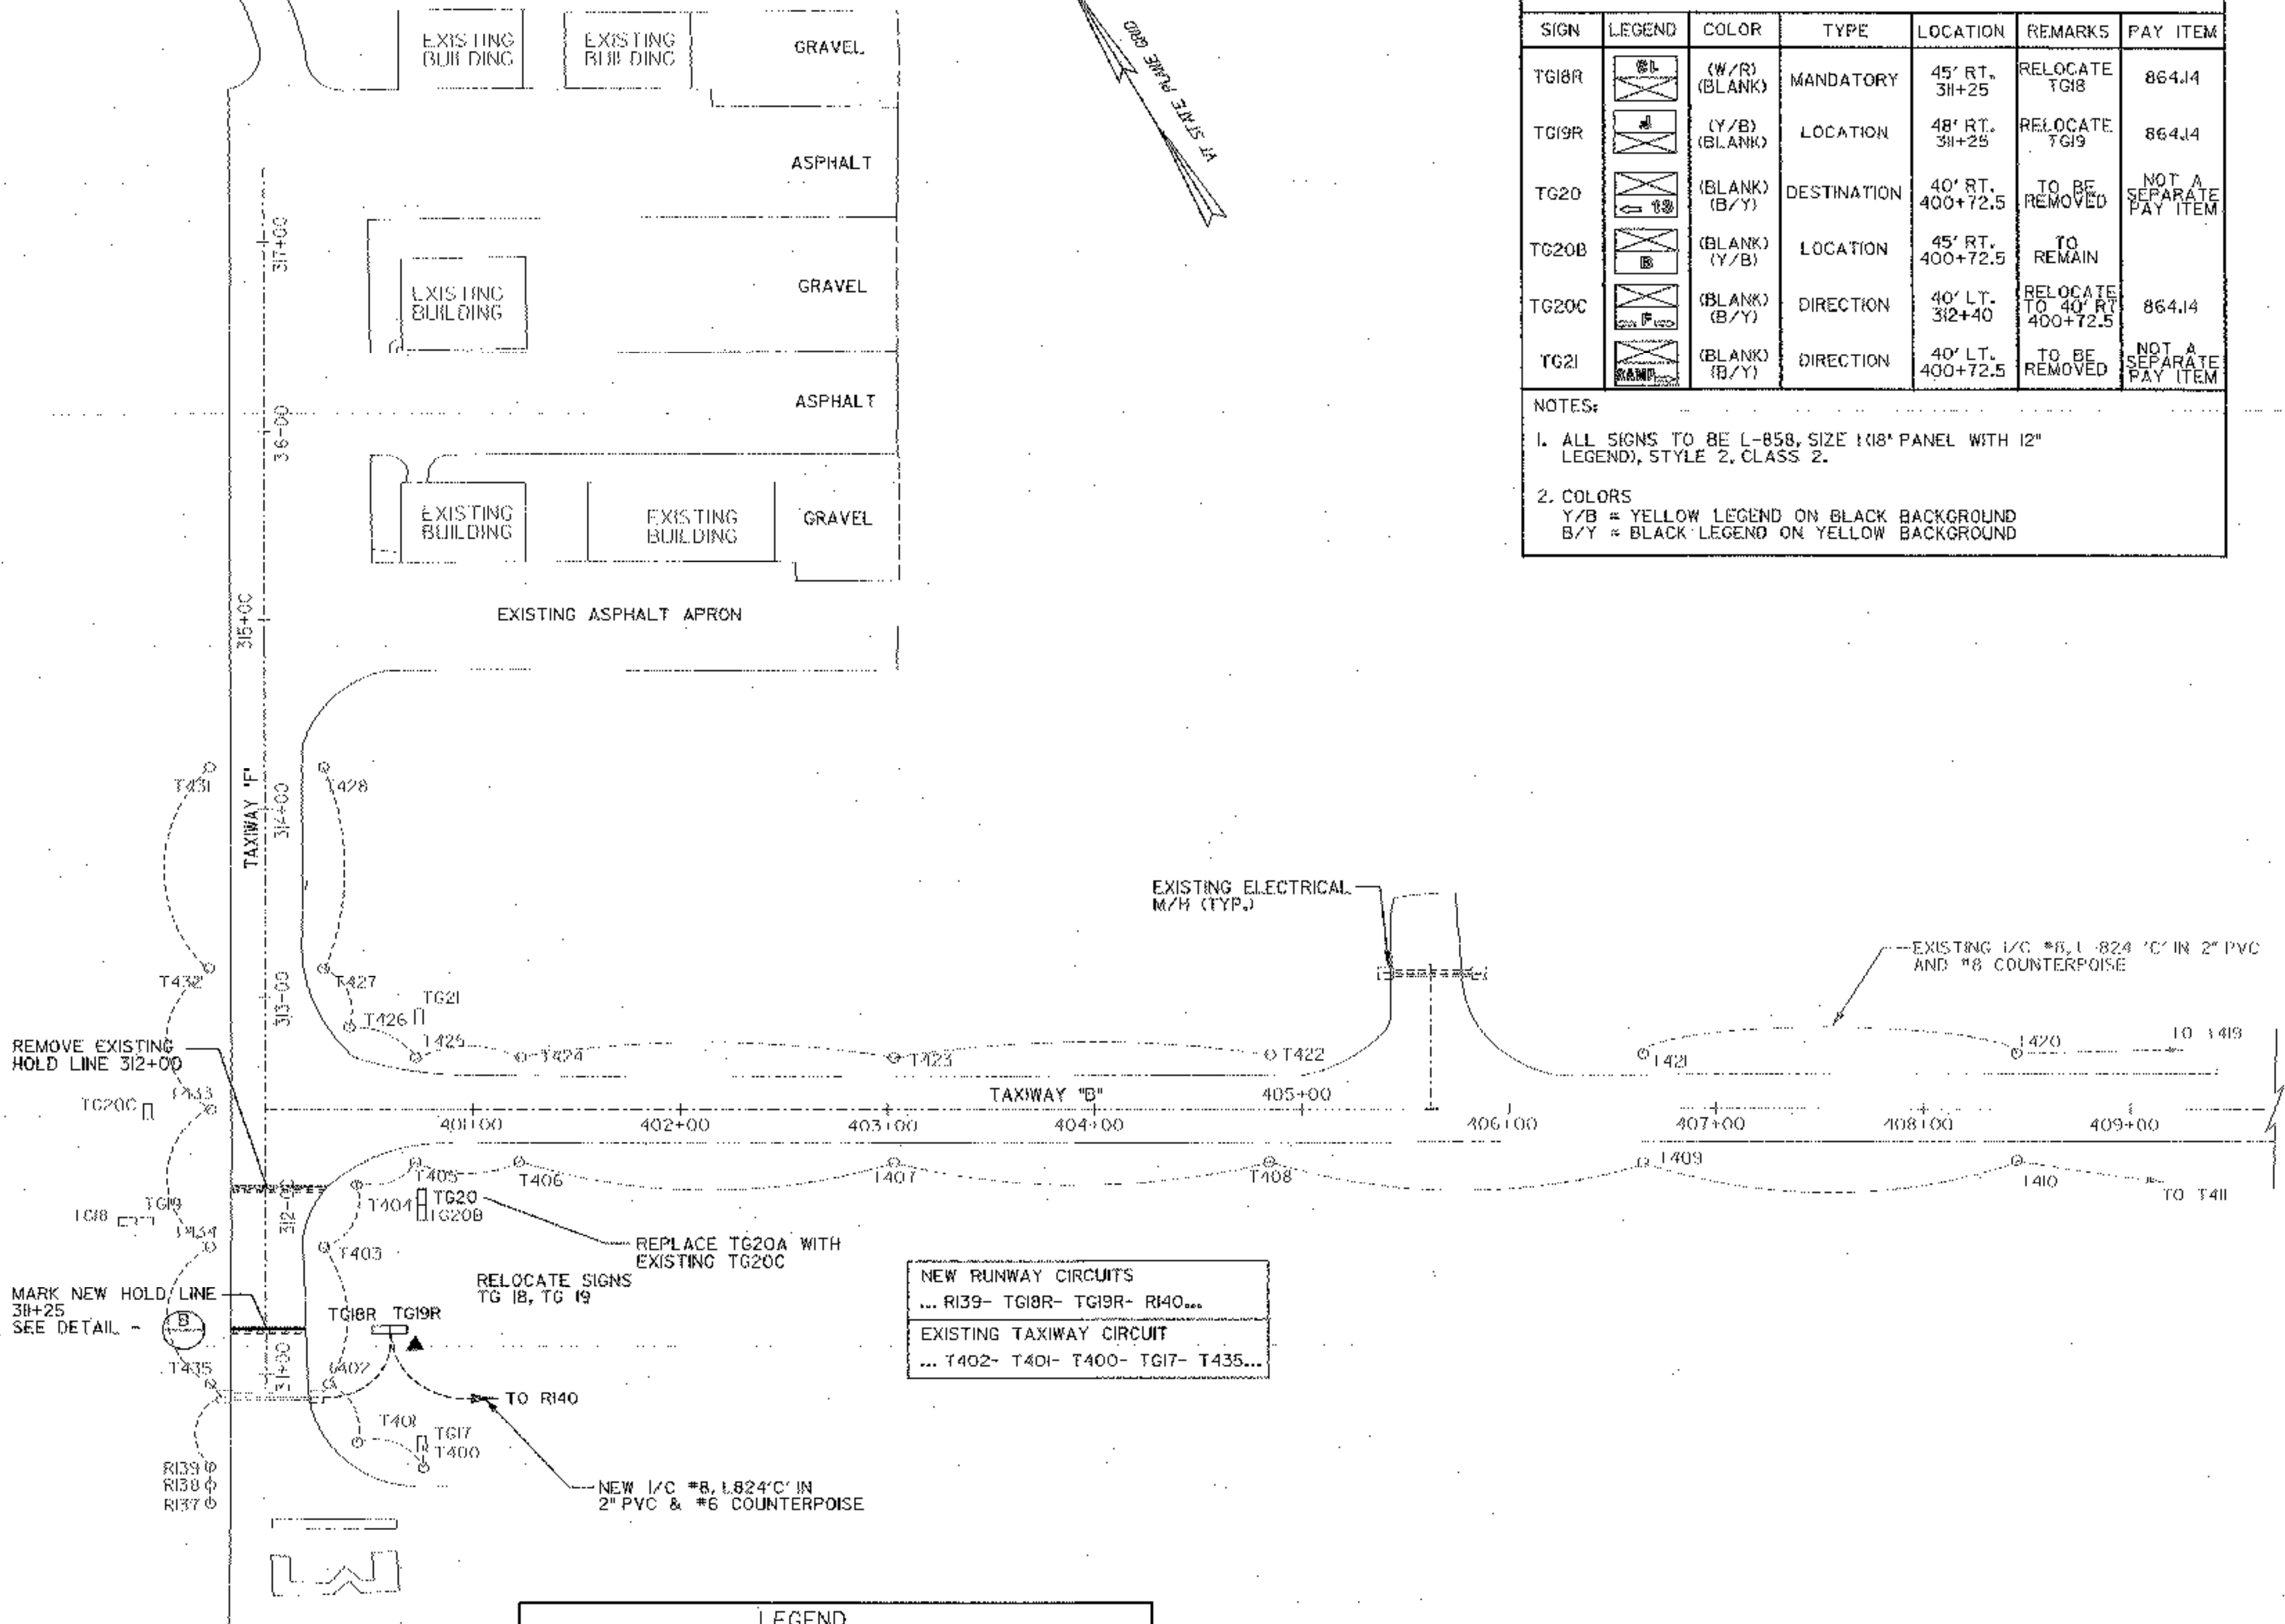 EXISTING
BUILDING
EXISTING
BUILDING
GRAVEL
ASPHALT
VT STATE PLANE GRID
317+00
EXISTING
BUILDING
GRAVEL
ASPHALT
316+00
EXISTING
BUILDING
EXISTING
BUILDING
GRAVEL
315+00
EXISTING ASPHALT APRON
SIGN LEGEND COLOR TYPE LOCATION REMARKS PAY ITEM
TG18R (W/R) (BLANK) MANDATORY 45' RT. 311+25 RELOCATE TG18 864.14
TG19R (Y/B) (BLANK) LOCATION 48' RT. 311+25 RELOCATE TG19 864.14
TG20 (BLANK) (B/Y) DESTINATION 40' RT. 400+72.5 TO BE REMOVED NOT A SEPARATE PAY ITEM
TG20B B (BLANK) (Y/B) LOCATION 45' RT. 400+72.5 TO REMAIN
TG20C F (BLANK) (B/Y) DIRECTION 40' LT. 312+40 RELOCATE TO 40' RT 400+72.5 864.14
TG21 RAMP (BLANK) (B/Y) DIRECTION 40' LT. 400+72.5 TO BE REMOVED NOT A SEPARATE PAY ITEM
NOTES:
1. ALL SIGNS TO BE L-858, SIZE 1 (18" PANEL WITH 12"
LEGEND), STYLE 2, CLASS 2.
2. COLORS
Y/B = YELLOW LEGEND ON BLACK BACKGROUND
B/Y = BLACK LEGEND ON YELLOW BACKGROUND
T431
TAXIWAY "F"
314+00
T428
EXISTING ELECTRICAL
M/H (TYP.)
EXISTING 1/C #8, L-824 'C' IN 2" PVC
AND #8 COUNTERPOISE
T432
313+00
T427
TG21
T426
T425
T424
T423
T422
T421
T420
TO T419
REMOVE EXISTING
HOLD LINE 312+00
TG20C
T433
TAXIWAY "B"
405+00
401+00
402+00
403+00
404+00
406+00
407+00
408+00
409+00
T405
T406
T407
T408
T409
T410
TO T411
TG18
TG19
T434
312+00
T404
TG20
TG20B
T403
REPLACE TG20A WITH
EXISTING TG20C
RELOCATE SIGNS
TG 18, TG 19
MARK NEW HOLD LINE
311+25
SEE DETAIL -
B
TG18R TG19R
NEW RUNWAY CIRCUITS
... R139- TG18R- TG19R- R140...
EXISTING TAXIWAY CIRCUIT
... T402- T401- T400- TG17- T435...
T435
311+00
T402
TO R140
T401
TG17
T400
R139
R138
R137
NEW 1/C #8, L824'C' IN
2" PVC & #6 COUNTERPOISE
LEGEND